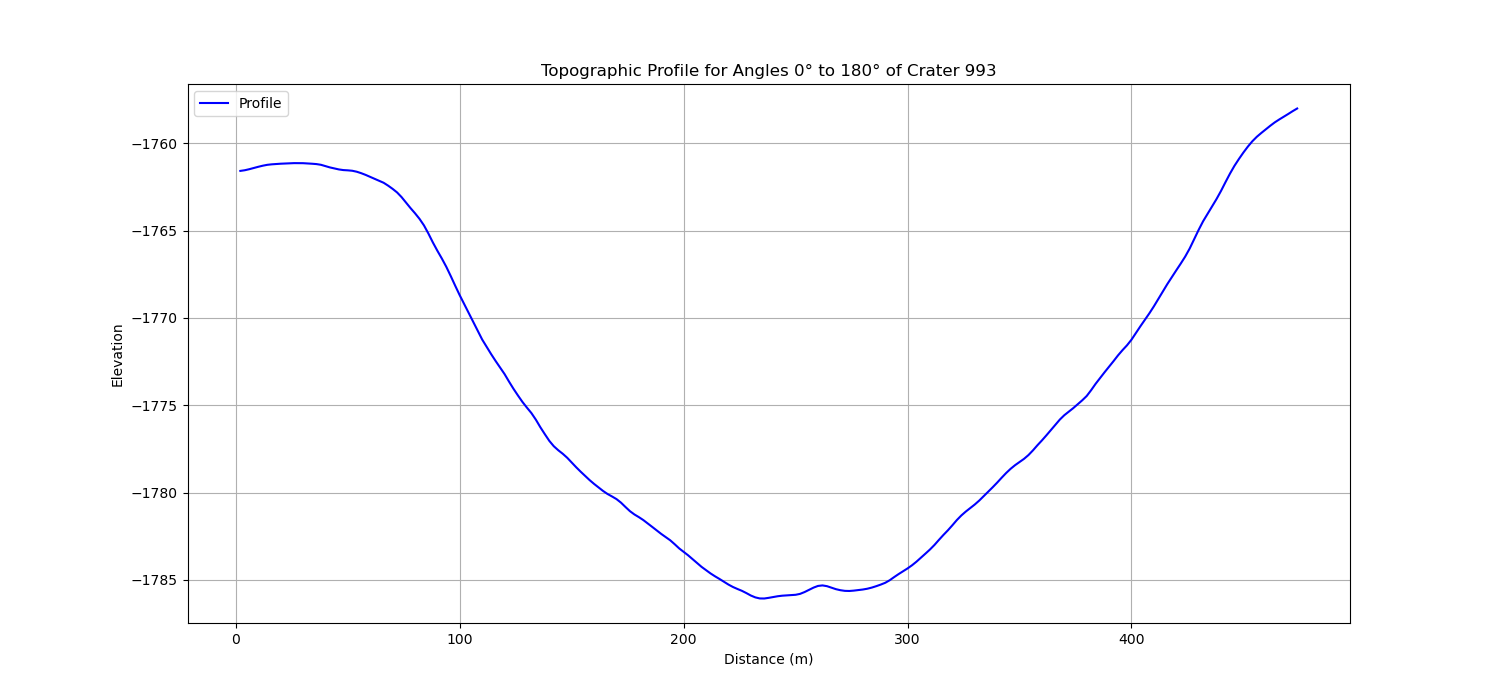 Topographic Profile for Angles 0° to 180° of Crater 993
Profile
−1760
−1765
−1770
−1775
−1780
−1785
Elevation
0 100 200 300 400
Distance (m)